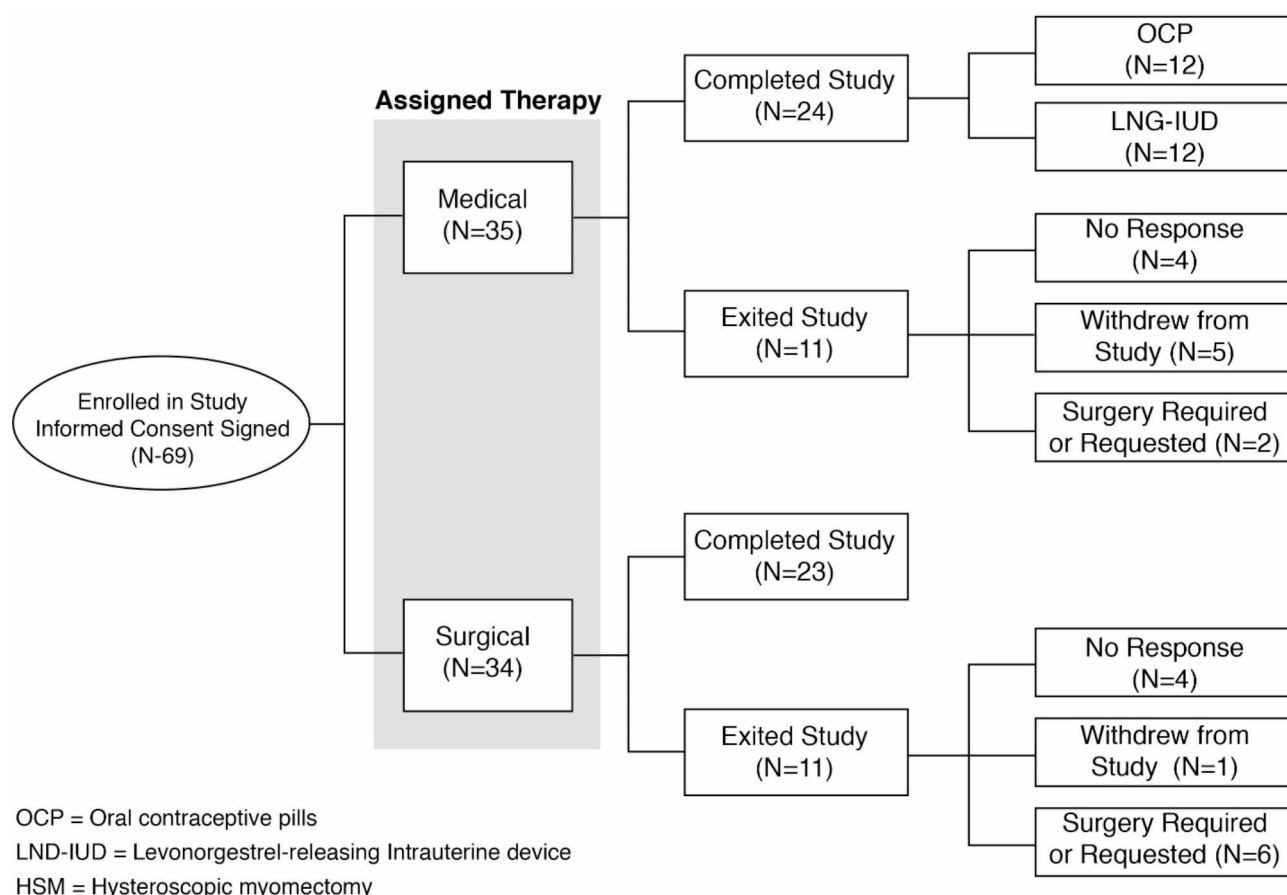 Assigned Therapy
Enrolled in Study
Informed Consent Signed
(N-69)
Medical
(N=35)
Completed Study
(N=24)
OCP
(N=12)
LNG-IUD
(N=12)
Exited Study
(N=11)
No Response
(N=4)
Withdrew from
Study (N=5)
Surgery Required
or Requested (N=2)
Surgical
(N=34)
Completed Study
(N=23)
Exited Study
(N=11)
No Response
(N=4)
Withdrew from
Study (N=1)
Surgery Required
or Requested (N=6)
OCP = Oral contraceptive pills
LND-IUD = Levonorgestrel-releasing Intrauterine device
HSM = Hysteroscopic myomectomy